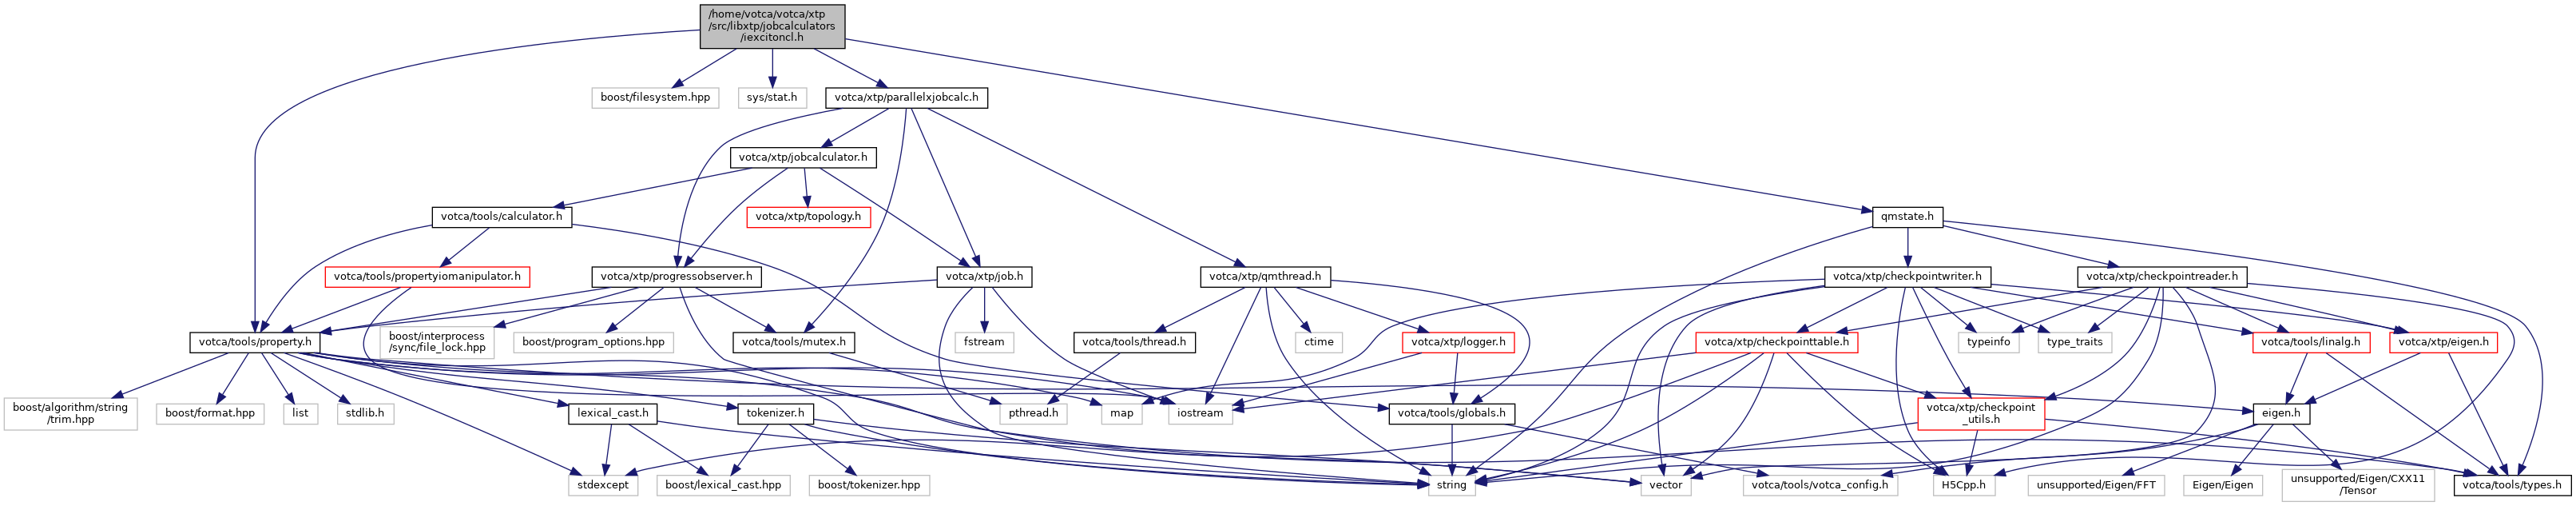 /home/votca/votca/xtp
/src/libxtp/jobcalculators
/iexcitoncl.h
boost/filesystem.hpp
sys/stat.h
votca/xtp/parallelxjobcalc.h
votca/xtp/jobcalculator.h
votca/tools/calculator.h
votca/xtp/topology.h
qmstate.h
votca/tools/propertyiomanipulator.h
votca/xtp/progressobserver.h
votca/xtp/job.h
votca/xtp/qmthread.h
votca/xtp/checkpointwriter.h
votca/xtp/checkpointreader.h
votca/tools/property.h
boost/interprocess
/sync/file_lock.hpp
boost/program_options.hpp
votca/tools/mutex.h
fstream
votca/tools/thread.h
ctime
votca/xtp/logger.h
votca/xtp/checkpointtable.h
typeinfo
type_traits
votca/tools/linalg.h
votca/xtp/eigen.h
boost/algorithm/string
/trim.hpp
boost/format.hpp
list
stdlib.h
lexical_cast.h
tokenizer.h
pthread.h
map
iostream
votca/tools/globals.h
votca/xtp/checkpoint
_utils.h
eigen.h
stdexcept
boost/lexical_cast.hpp
boost/tokenizer.hpp
string
vector
votca/tools/votca_config.h
H5Cpp.h
unsupported/Eigen/FFT
Eigen/Eigen
unsupported/Eigen/CXX11
/Tensor
votca/tools/types.h